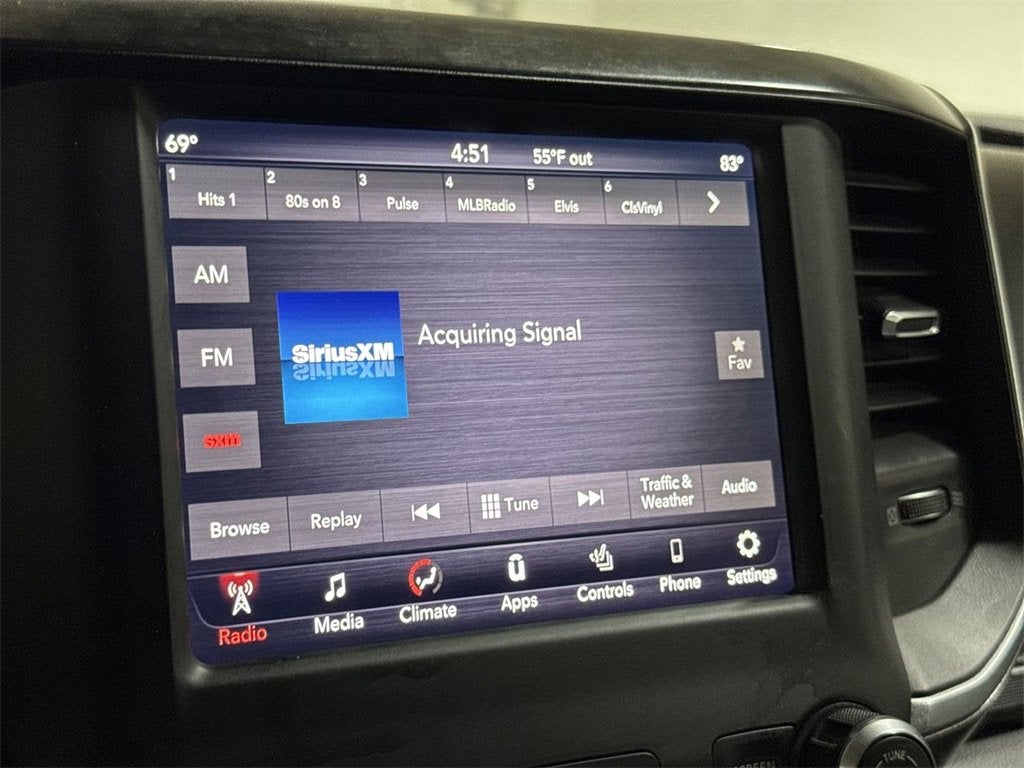 69° 4:51 55°F out 83°
1 Hits 1 2 80s on 8 3 Pulse 4 MLBRadio 5 Elvis 6 ClsVinyl
AM
SiriusXM
SiriusXM
Acquiring Signal
FM
Fav
sxm
Browse Replay Tune Traffic &
Weather Audio
Radio Media Climate Apps Controls Phone Settings
SCREEN
TUNE